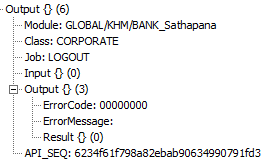 Output {} (6)
Module: GLOBAL/KHM/BANK_Sathapana
Class: CORPORATE
Job: LOGOUT
Input {} (0)
Output {} (3)
ErrorCode: 00000000
ErrorMessage:
Result {} (0)
API_SEQ: 6234f61f798a82ebab90634990791fd3